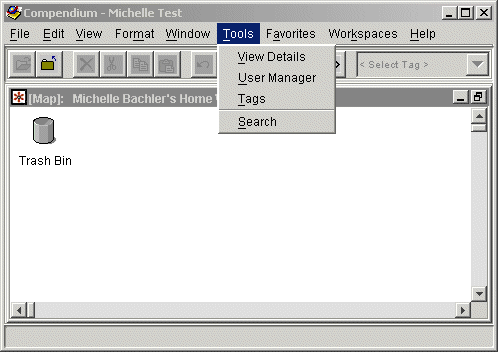 Compendium - Michelle Test
File Edit View Format Window Tools Favorites Workspaces Help
View Details
User Manager
Tags
Search
< Select Tag >
[Map]: Michelle Bachler's Home
Trash Bin